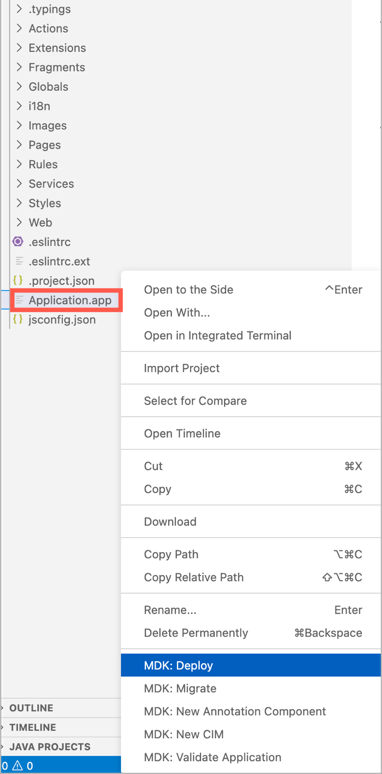 .typings
Actions
Extensions
Fragments
Globals
i18n
Images
Pages
Rules
Services
Styles
Web
.eslintrc
.eslintrc.ext
.project.json
Application.app
jsconfig.json
Open to the Side ^Enter
Open With...
Open in Integrated Terminal
Import Project
Select for Compare
Open Timeline
Cut ⌘X
Copy ⌘C
Download
Copy Path ⌥⌘C
Copy Relative Path ⇧⌥⌘C
Rename... Enter
Delete Permanently ⌘Backspace
MDK: Deploy
MDK: Migrate
MDK: New Annotation Component
MDK: New CIM
MDK: Validate Application
OUTLINE
TIMELINE
JAVA PROJECTS
0 0